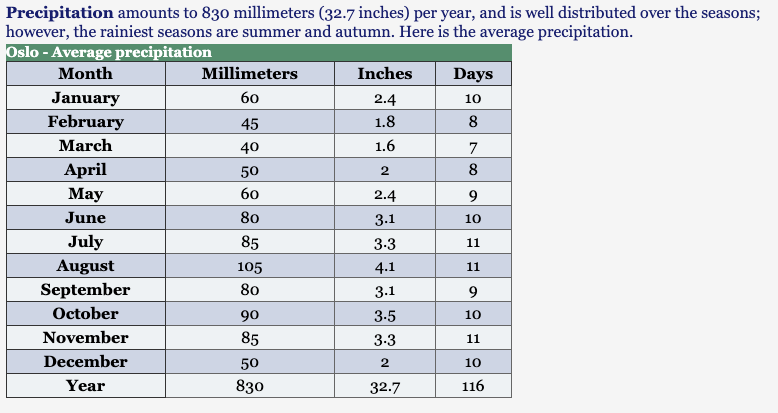 Precipitation amounts to 830 millimeters (32.7 inches) per year, and is well distributed over the seasons;
however, the rainiest seasons are summer and autumn. Here is the average precipitation.
Oslo - Average precipitation
Month Millimeters Inches Days
January 60 2.4 10
February 45 1.8 8
March 40 1.6 7
April 50 2 8
May 60 2.4 9
June 80 3.1 10
July 85 3.3 11
August 105 4.1 11
September 80 3.1 9
October 90 3.5 10
November 85 3.3 11
December 50 2 10
Year 830 32.7 116